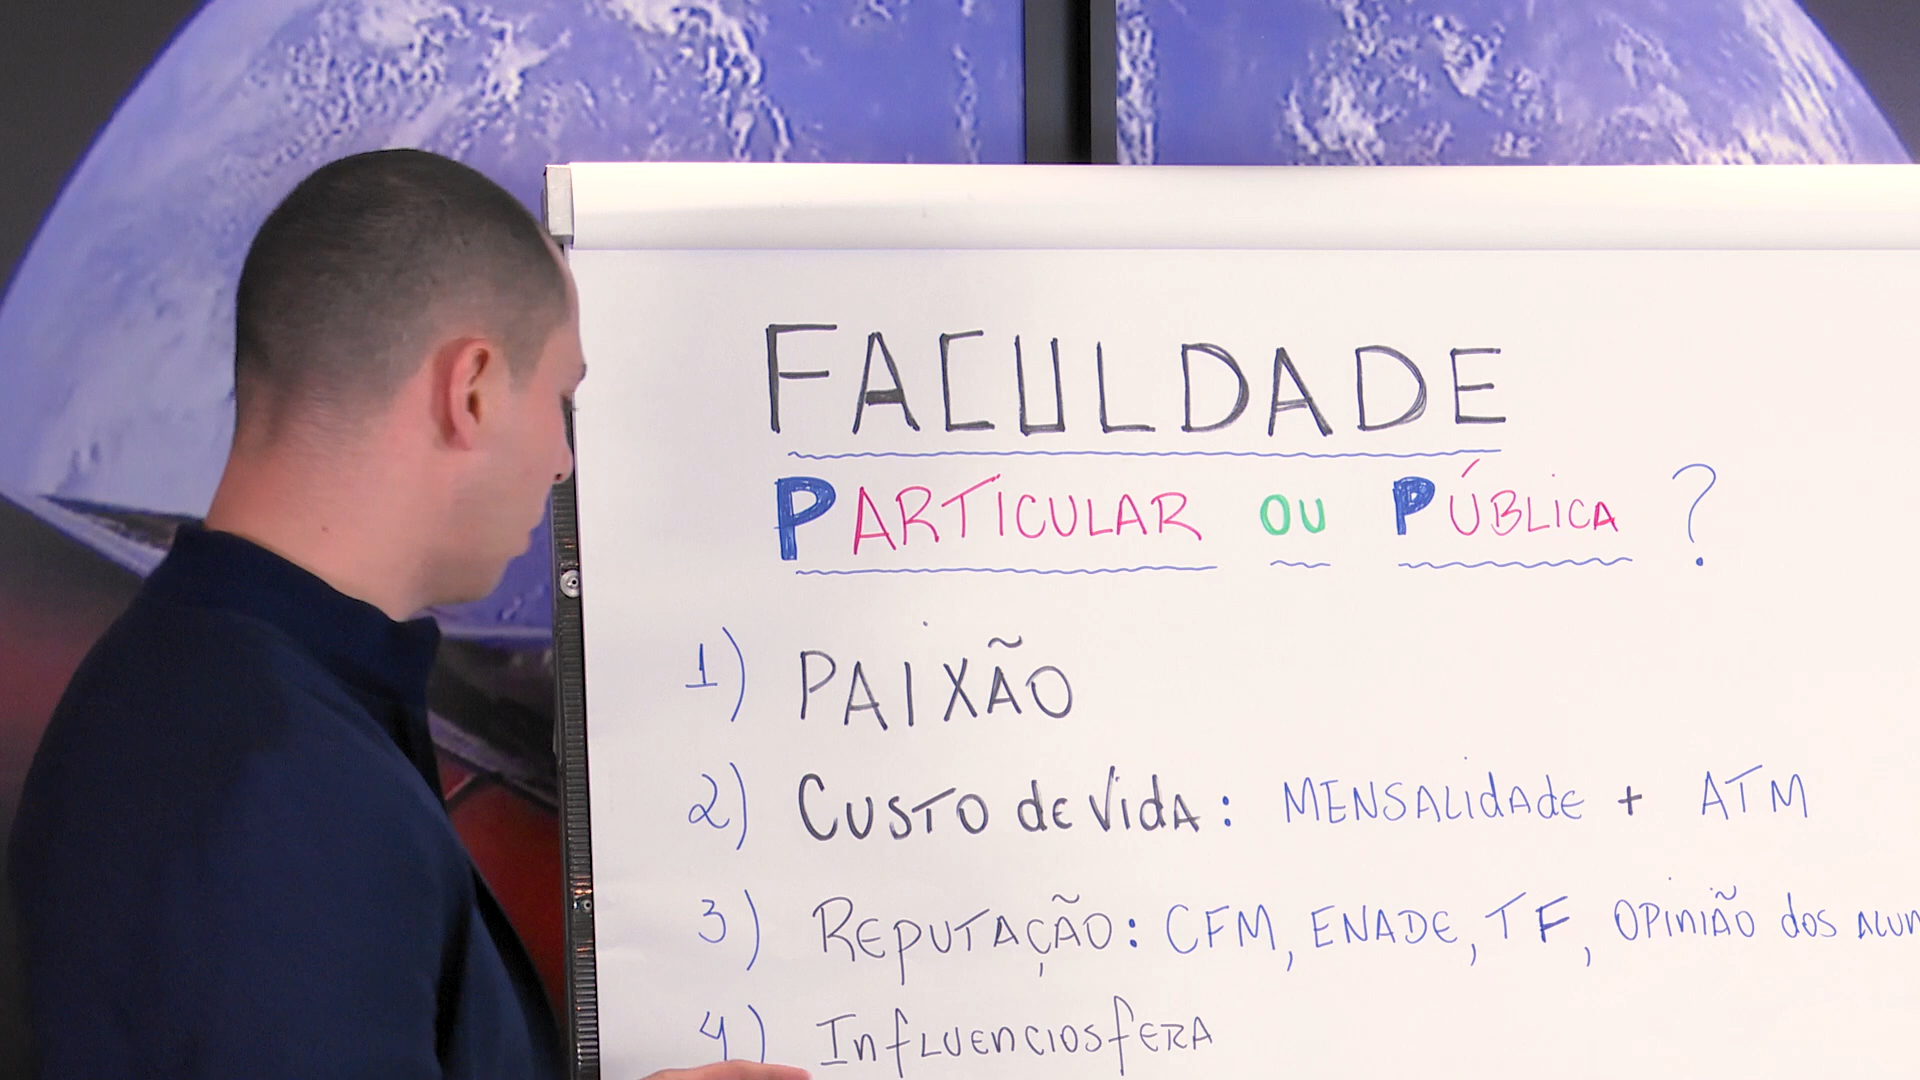 FACULDADE
PARTICULAR OU PÚBLICA ?
1) PAIXÃO
2) CUSTO de Vida: MENSALidAde + ATM
3) REPUTAÇÃO: CFM, ENADE, TF, OPiniÃO dos
4) InfLUENCIOSfERA